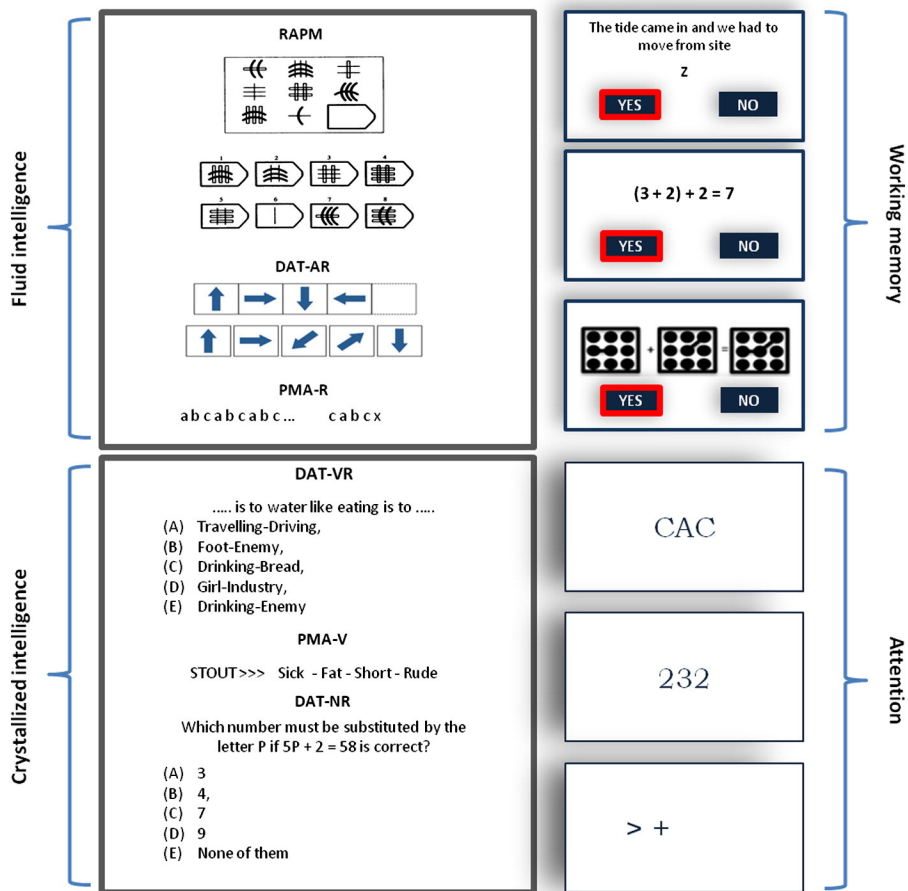 Fluid intelligence
RAPM
1 2 3 4
5 6 7 8
DAT-AR
PMA-R
a b c a b c a b c ... c a b c x
Crystallized intelligence
DAT-VR
..... is to water like eating is to .....
(A) Travelling-Driving,
(B) Foot-Enemy,
(C) Drinking-Bread,
(D) Girl-Industry,
(E) Drinking-Enemy
PMA-V
STOUT>>> Sick - Fat - Short - Rude
DAT-NR
Which number must be substituted by the
letter P if 5P + 2 = 58 is correct?
(A) 3
(B) 4,
(C) 7
(D) 9
(E) None of them
Working memory
The tide came in and we had to
move from site
Z
YES NO
(3 + 2) + 2 = 7
YES NO
+ =
YES NO
Attention
CAC
232
> +